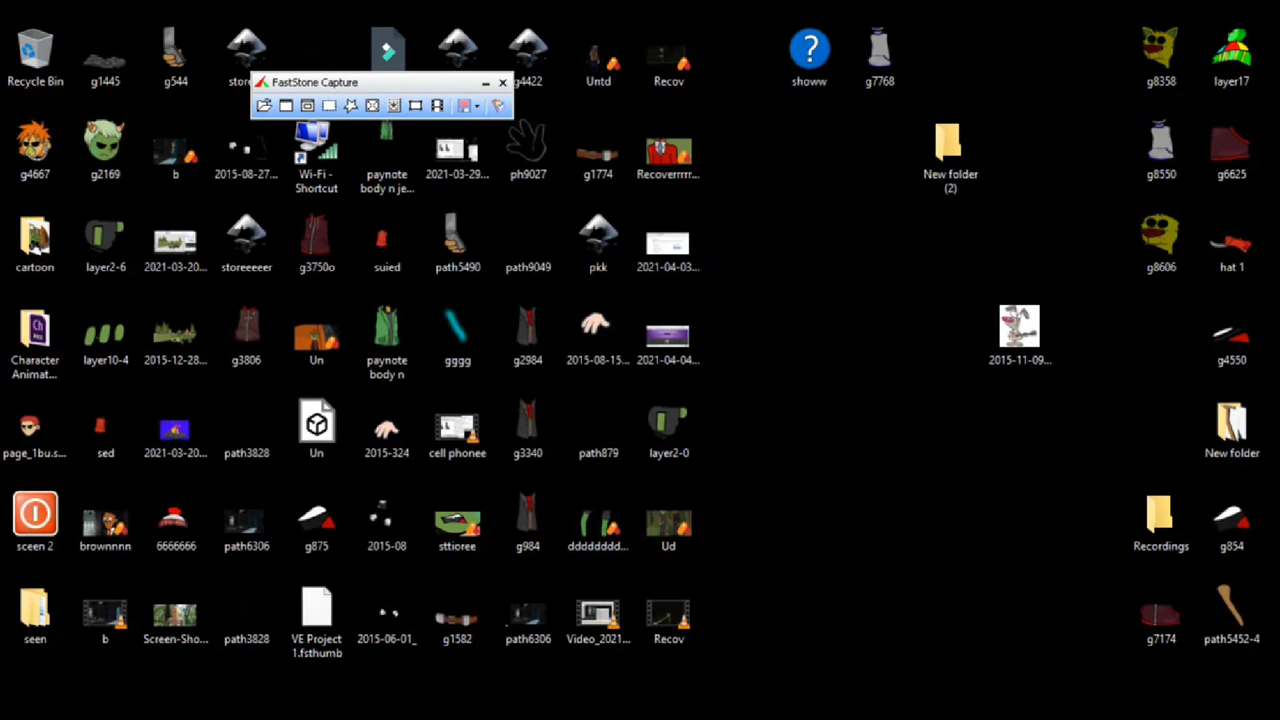 Recycle Bin
g1445
g544
g4422
Untd
Recov
showw
g7768
g8358
layer17
FastStone Capture
g4667
g2169
b
2015-08-27...
Wi-Fi -
Shortcut
paynote
body n je...
2021-03-29...
ph9027
g1774
Recoverrrrr...
New folder
(2)
g8550
g6625
cartoon
layer2-6
2021-03-20...
storeeeeer
g3750o
suied
path5490
path9049
pkk
2021-04-03...
g8606
hat 1
Character
Animat...
layer10-4
2015-12-28...
g3806
Un
paynote
body n
gggg
g2984
2015-08-15...
2021-04-04...
2015-11-09...
g4550
page_1bu.s...
sed
2021-03-20...
path3828
Un
2015-324
cell phonee
g3340
path879
layer2-0
New folder
sceen 2
brownnnn
6666666
path6306
g875
2015-08
sttioree
g984
dddddddd...
Ud
Recordings
g854
seen
b
Screen-Sho...
path3828
VE Project
1.fsthumb
2015-06-01_
g1582
path6306
Video_2021...
Recov
g7174
path5452-4